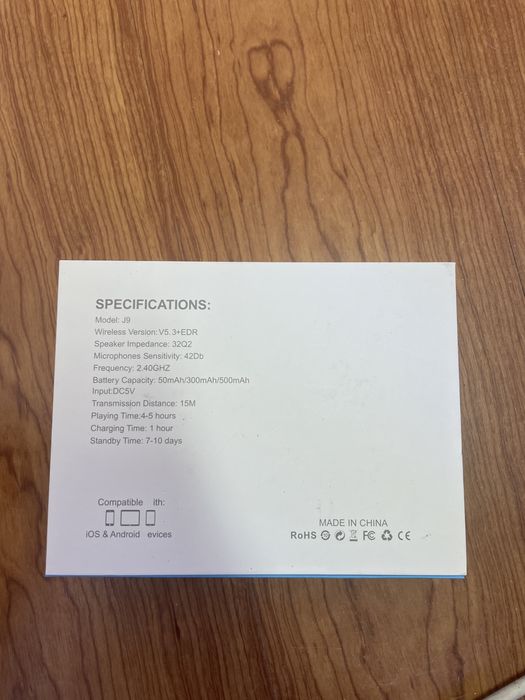 SPECIFICATIONS:
Model: J9
Wireless Version:V5.3+EDR
Speaker Impedance: 32Q2
Microphones Sensitivity: 42Db
Frequency: 2.40GHZ
Battery Capacity: 50mAh/300mAh/500mAh
Input:DC5V
Transmission Distance: 15M
Playing Time:4-5 hours
Charging Time: 1 hour
Standby Time: 7-10 days
Compatible ith:
iOS & Android evices
MADE IN CHINA
RoHS FC CE